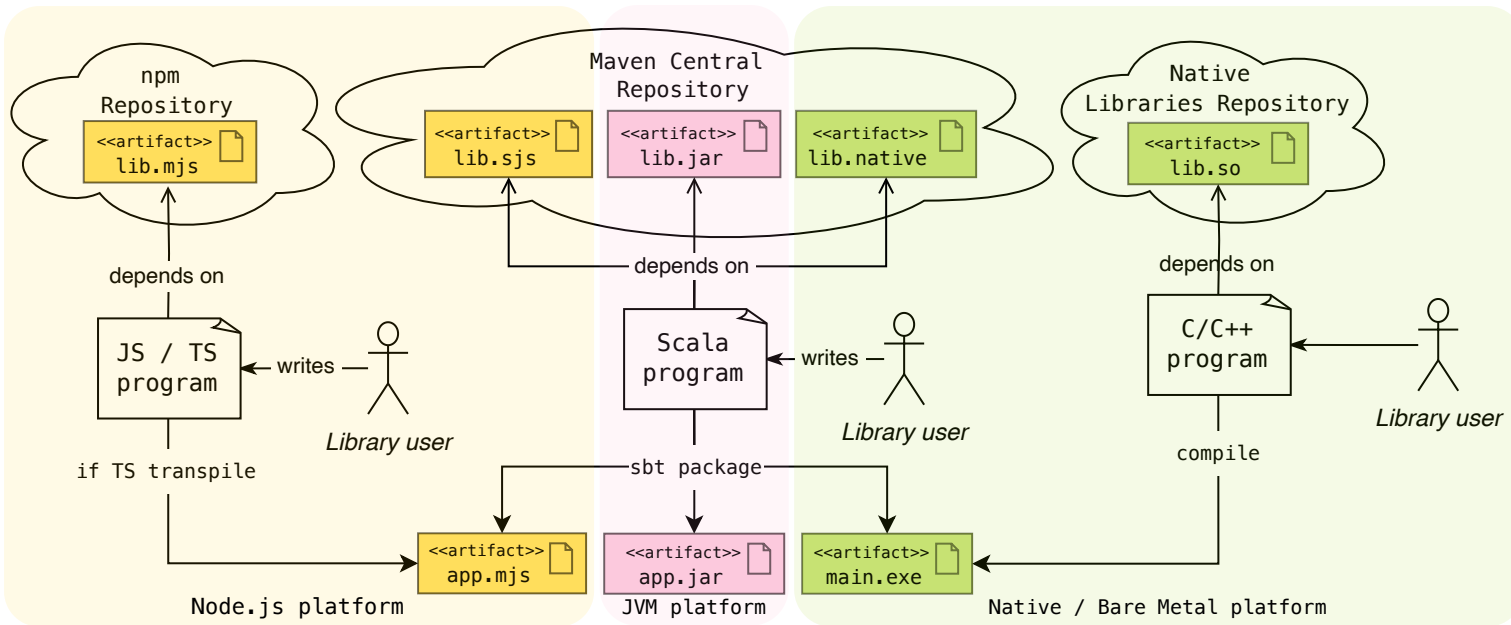 npm
Repository
<<artifact>>
lib.mjs
Maven Central
Repository
<<artifact>>
lib.sjs
<<artifact>>
lib.jar
<<artifact>>
lib.native
Native
Libraries Repository
<<artifact>>
lib.so
depends on
depends on
depends on
JS / TS
program
writes
Library user
Scala
program
writes
Library user
C/C++
program
Library user
if TS transpile
sbt package
compile
<<artifact>>
app.mjs
<<artifact>>
app.jar
<<artifact>>
main.exe
Node.js platform
JVM platform
Native / Bare Metal platform